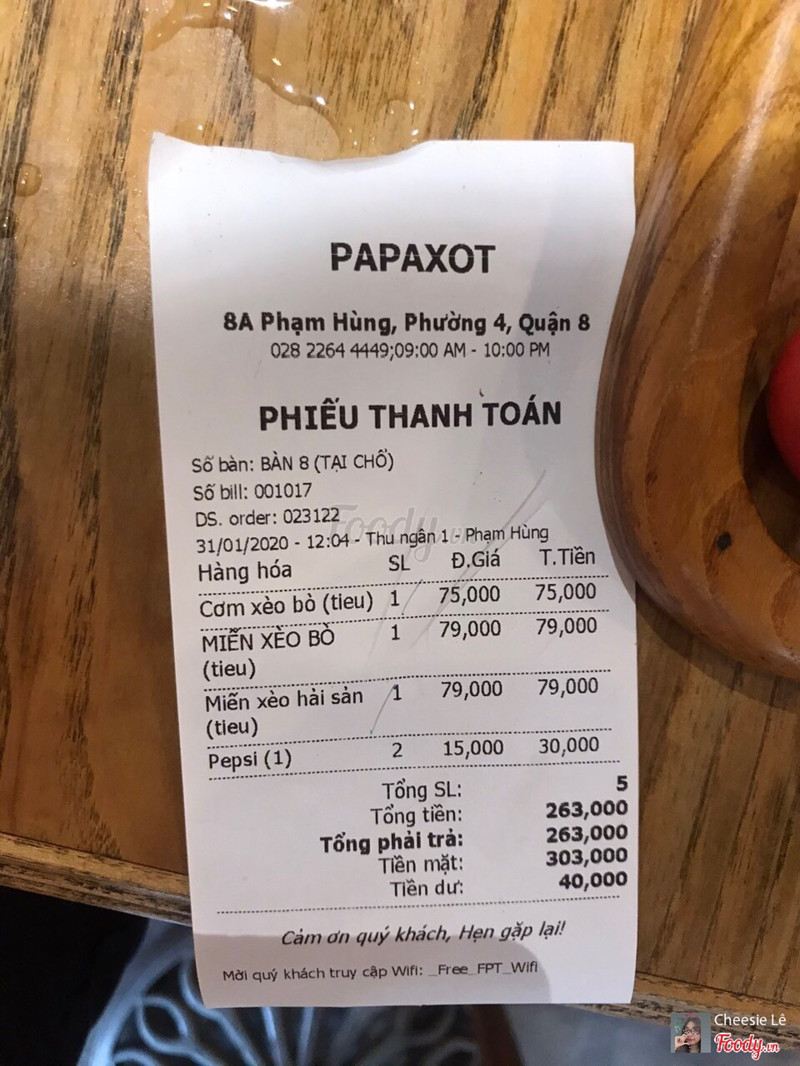 PAPAXOT
8A Phạm Hùng, Phường 4, Quận 8
028 2264 4449;09:00 AM - 10:00 PM
PHIẾU THANH TOÁN
Số bàn: BÀN 8 (TẠI CHỖ)
Số bill: 001017
DS. order: 023122
Foody.vn
31/01/2020 - 12:04 - Thu ngân 1 - Phạm Hùng
Hàng hóa SL Đ.Giá T.Tiền
Cơm xèo bò (tieu) 1 75,000 75,000
MIẾN XÈO BÒ 1 79,000 79,000
(tieu)
Miến xèo hải sản 1 79,000 79,000
(tieu)
Pepsi (1) 2 15,000 30,000
Tổng SL: 5
Tổng tiền: 263,000
Tổng phải trả: 263,000
Tiền mặt: 303,000
Tiền dư: 40,000
Cảm ơn quý khách, Hẹn gặp lại!
Mời quý khách truy cập Wifi: _Free_FPT_Wifi
Cheesie Lê
Foody.vn